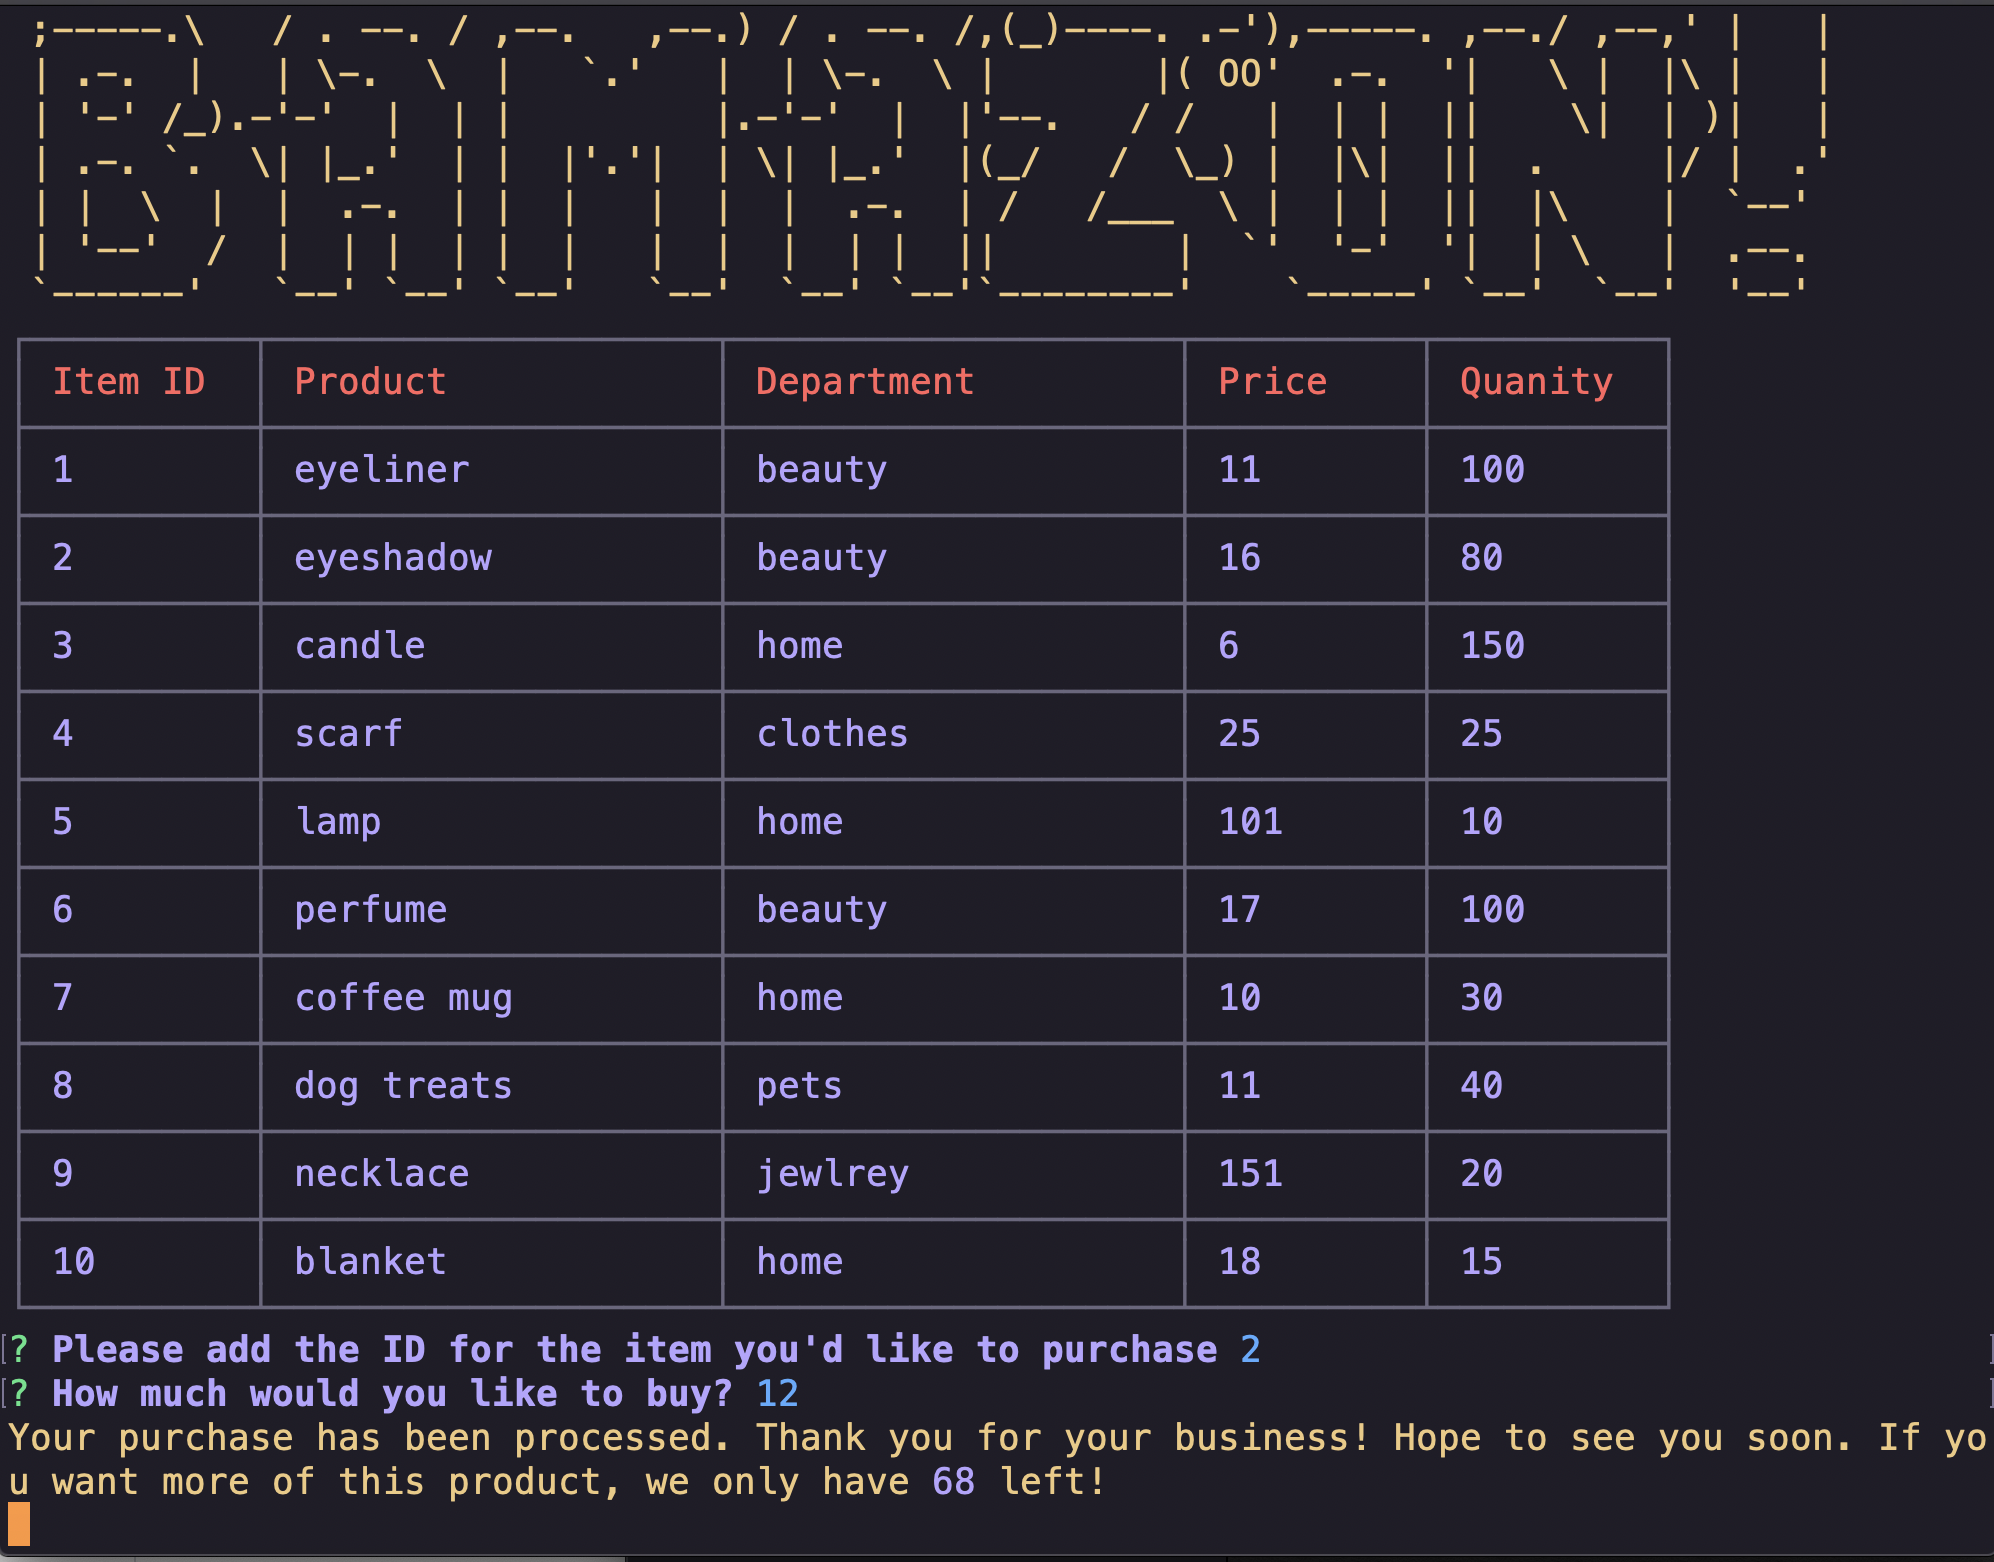 BAMAZON!
Item ID Product Department Price Quanity
1 eyeliner beauty 11 100
2 eyeshadow beauty 16 80
3 candle home 6 150
4 scarf clothes 25 25
5 lamp home 101 10
6 perfume beauty 17 100
7 coffee mug home 10 30
8 dog treats pets 11 40
9 necklace jewlrey 151 20
10 blanket home 18 15
? Please add the ID for the item you'd like to purchase 2
? How much would you like to buy? 12
Your purchase has been processed. Thank you for your business! Hope to see you soon. If yo
u want more of this product, we only have 68 left!